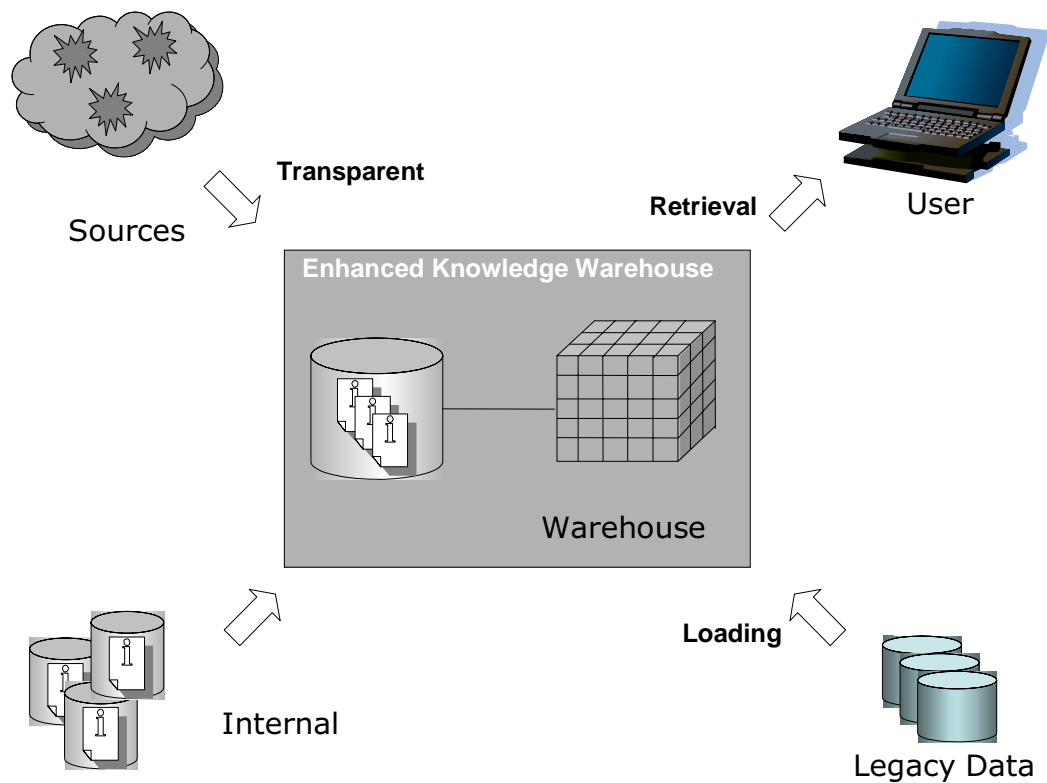 Transparent
Sources
Retrieval
User
Enhanced Knowledge Warehouse
i
i
i
Warehouse
Loading
i
i
i
Internal
Legacy Data